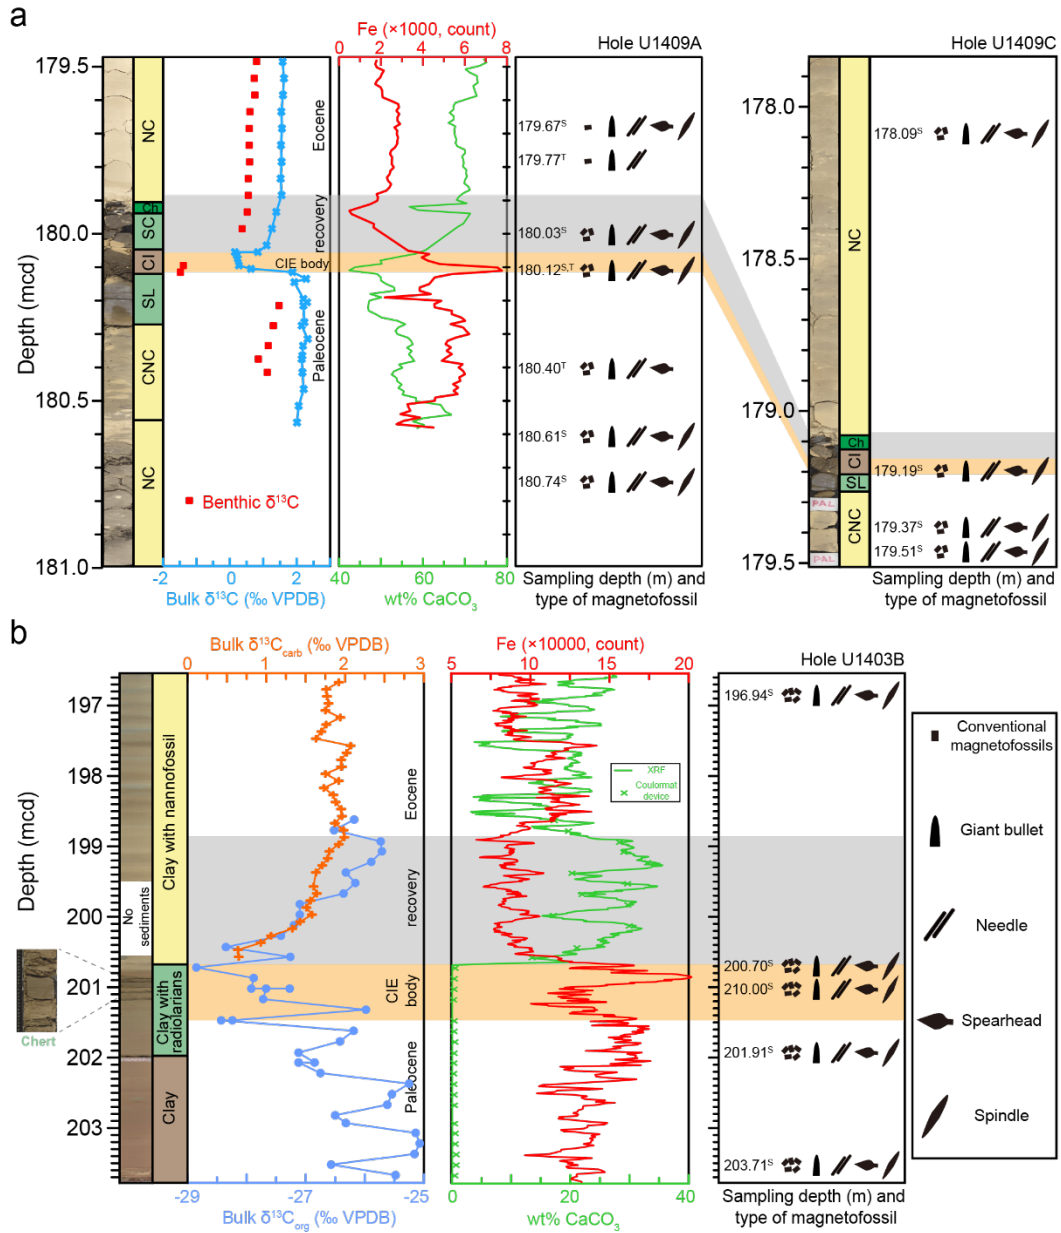 a
Fe (×1000, count)
0 2 4 6 8
Hole U1409A
Hole U1409C
Depth (mcd)
179.5
180.0
180.5
181.0
NC
Ch
SC
CI
SL
CNC
NC
Eocene
recovery
CIE body
Paleocene
Benthic δ¹³C
-2 0 2
Bulk δ¹³C (‰ VPDB)
40 60 80
wt% CaCO₃
179.67ˢ
179.77ᵀ
180.03ˢ
180.12ˢ,ᵀ
180.40ᵀ
180.61ˢ
180.74ˢ
Sampling depth (m) and
type of magnetofossil
178.0
178.5
179.0
179.5
NC
Ch
CI
SL
CNC
PAL
PAL
178.09ˢ
179.19ˢ
179.37ˢ
179.51ˢ
Sampling depth (m) and
type of magnetofossil
b
Bulk δ¹³C carb (‰ VPDB)
0 1 2 3
Fe (×10000, count)
5 10 15 20
Hole U1403B
Depth (mcd)
197
198
199
200
201
202
203
Chert
No
sediments
Clay with nannofossil
Clay with
radiolarians
Clay
Eocene
recovery
CIE
body
Paleocene
-29 -27 -25
Bulk δ¹³C org (‰ VPDB)
XRF
Coulormat
device
0 20 40
wt% CaCO₃
196.94ˢ
200.70ˢ
210.00ˢ
201.91ˢ
203.71ˢ
Sampling depth (m) and
type of magnetofossil
Conventional
magnetofossils
Giant bullet
Needle
Spearhead
Spindle